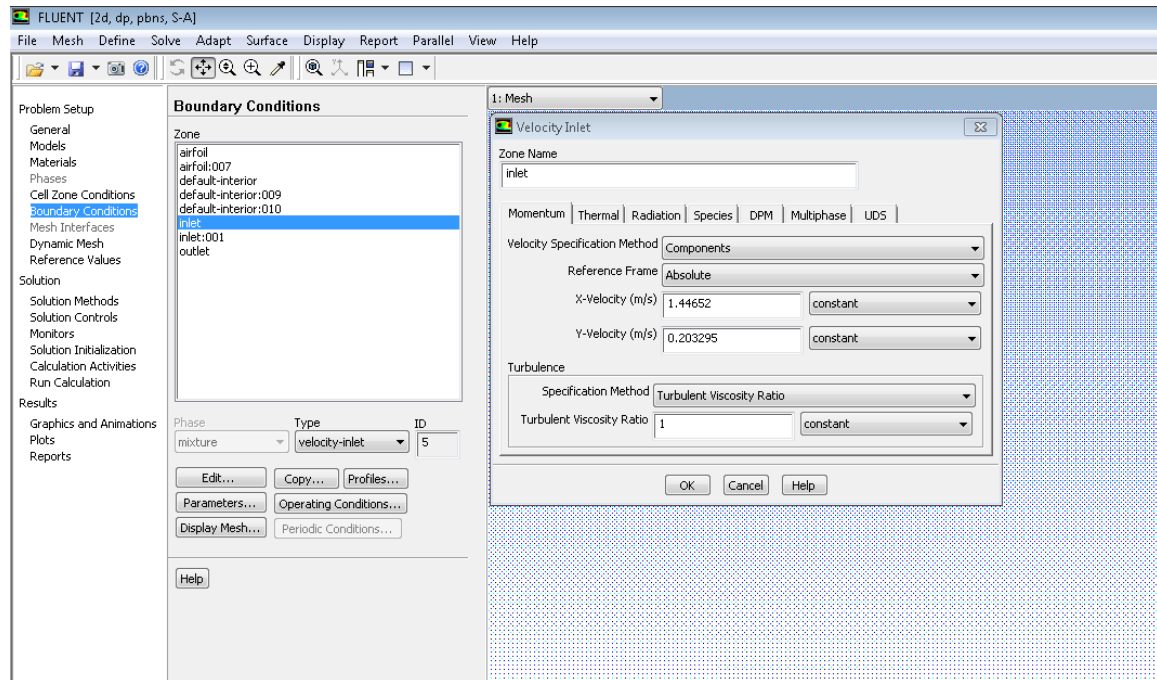 FLUENT [2d, dp, pbns, S-A]
File Mesh Define Solve Adapt Surface Display Report Parallel View Help
Problem Setup
General
Models
Materials
Phases
Cell Zone Conditions
Boundary Conditions
Mesh Interfaces
Dynamic Mesh
Reference Values
Solution
Solution Methods
Solution Controls
Monitors
Solution Initialization
Calculation Activities
Run Calculation
Results
Graphics and Animations
Plots
Reports
Boundary Conditions
Zone
airfoil
airfoil:007
default-interior
default-interior:009
default-interior:010
inlet
inlet:001
outlet
Phase Type ID
mixture velocity-inlet 5
Edit... Copy... Profiles...
Parameters... Operating Conditions...
Display Mesh... Periodic Conditions...
Help
1: Mesh
Velocity Inlet
Zone Name
inlet
Momentum Thermal Radiation Species DPM Multiphase UDS
Velocity Specification Method Components
Reference Frame Absolute
X-Velocity (m/s) 1.44652 constant
Y-Velocity (m/s) 0.203295 constant
Turbulence
Specification Method Turbulent Viscosity Ratio
Turbulent Viscosity Ratio 1 constant
OK Cancel Help